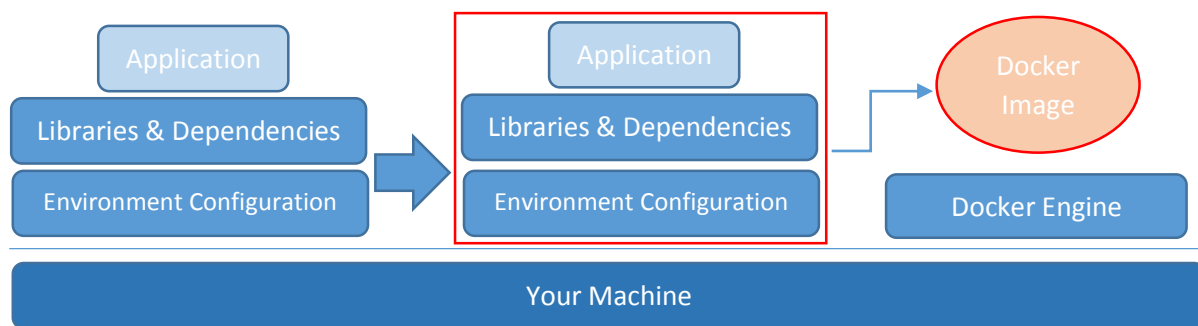 Application
Libraries & Dependencies
Environment Configuration
Application
Libraries & Dependencies
Environment Configuration
Docker
Image
Docker Engine
Your Machine